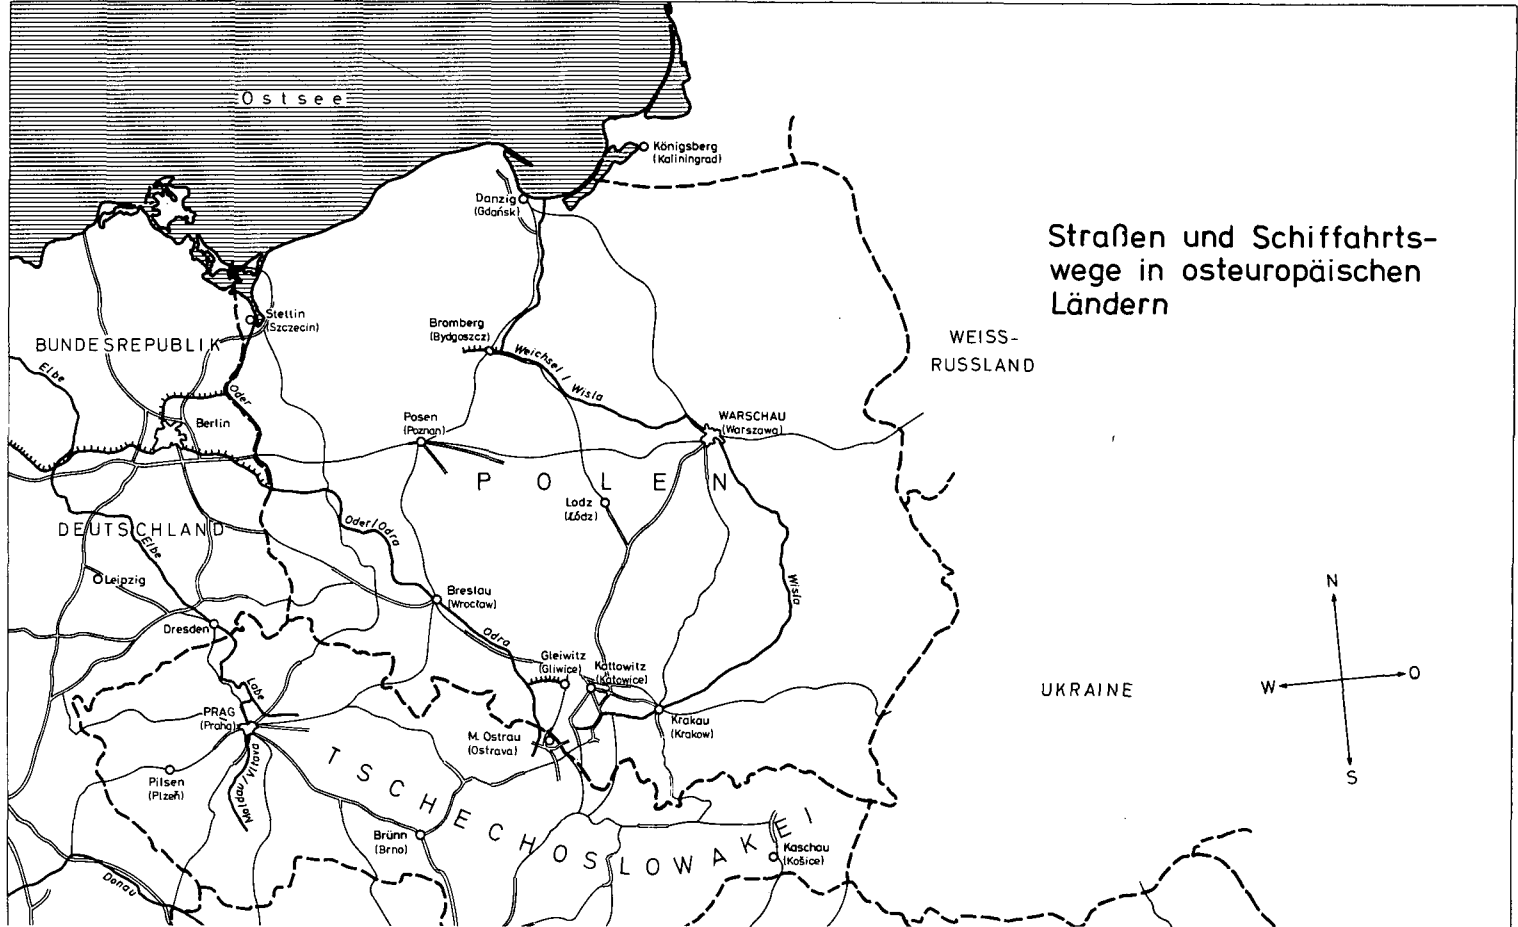 Ostsee
Königsberg
(Kaliningrad)
Danzig
(Gdańsk)
Straßen und Schiffahrts-
wege in osteuropäischen
Ländern
Stettin
(Szczecin)
Bromberg
(Bydgoszcz)
BUNDESREPUBLIK
WEISS-
RUSSLAND
Elbe
Weichsel / Wisla
Oder
Berlin
Posen
(Poznan)
WARSCHAU
(Warszawa)
POLEN
Lodz
(Łódz)
DEUTSCHLAND
Oder/Odra
Elbe
Leipzig
Breslau
(Wrocław)
Wisla
N
Dresden
Odra
Gleiwitz
(Gliwice)
Kattowitz
(Katowice)
W
O
UKRAINE
Labe
PRAG
(Praha)
Krakau
(Krakow)
M. Ostrau
(Ostrava)
S
Moldau/Vltava
Pilsen
(Plzeň)
TSCHECHOSLOWAKEI
Brünn
(Brno)
Kaschau
(Košice)
Donau